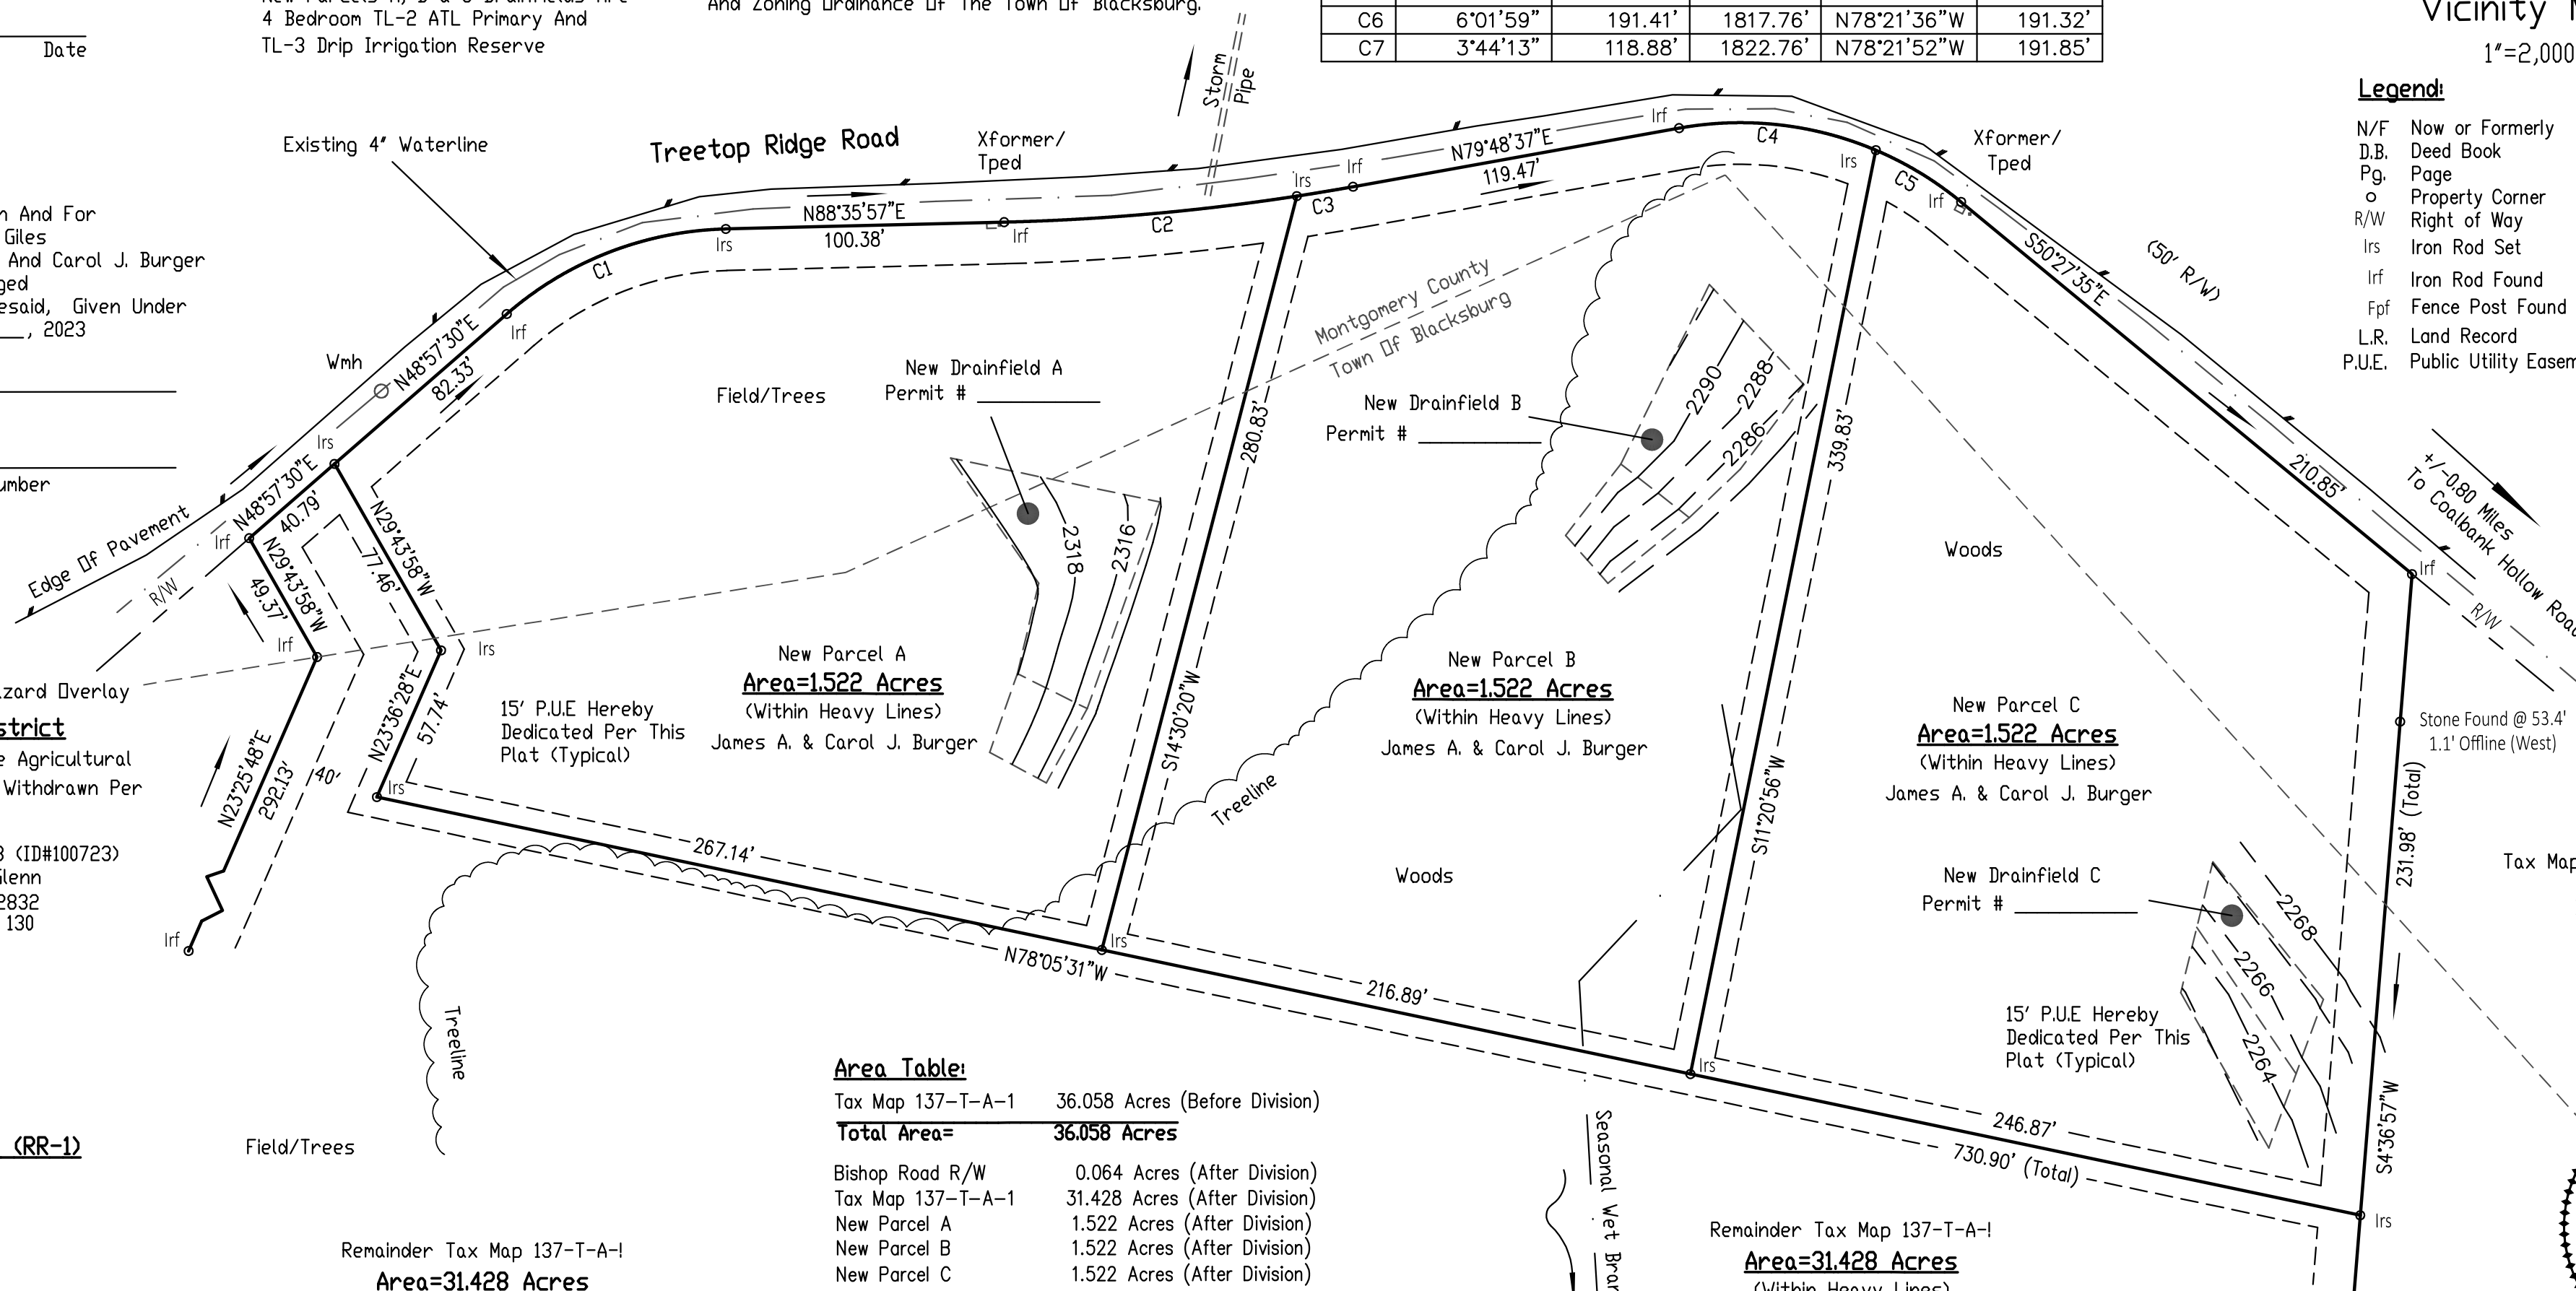 4 Bedroom TL-2 ATL Primary And
TL-3 Drip Irrigation Reserve
Date
And Zoning Ordinance Of The Town Of Blacksburg.
C6 6°01'59" 191.41' 1817.76' N78°21'36"W 191.32'
C7 3°44'13" 118.88' 1822.76' N78°21'52"W 191.85'
Vicinity
1"=2,000
Legend:
N/F Now or Formerly
D.B. Deed Book
Pg. Page
Property Corner
R/W Right of Way
Irs Iron Rod Set
Irf Iron Rod Found
Fpf Fence Post Found
L.R. Land Record
P.U.E. Public Utility Easem
And For
Giles
And Carol J. Burger
ged
esaid, Given Under
, 2023
umber
Existing 4" Waterline
Treetop Ridge Road
Xformer/
Tped
Storm
Pipe
Xformer/
Tped
(50' R/W)
Wmh
Edge Of Pavement
R/W
N48°57'30"E
40.79'
Irf
Irs
N48°57'30"E
82.33'
Irf
C1
Irs
N88°35'57"E
100.38'
Irf
C2
Irs
C3
Irf
N79°48'37"E
119.47'
Irf
C4
Irs
C5
Irf
S50°27'35"E
210.85'
Irf
R/W
+/-0.80 Miles
To Coalbank Hollow Road
Montgomery County
Town Of Blacksburg
N29°43'58"W
49.37'
Irf
N29°43'58"W
77.46'
Irs
N23°36'28"E
57.74'
Irs
N23°25'48"E
292.13'
40'
Irf
Field/Trees
New Drainfield A
Permit #
2318
2316
New Parcel A
Area=1.522 Acres
(Within Heavy Lines)
James A. & Carol J. Burger
15' P.U.E Hereby
Dedicated Per This
Plat (Typical)
280.83'
S14°30'20"W
New Drainfield B
Permit #
2290
2288
2286
New Parcel B
Area=1.522 Acres
(Within Heavy Lines)
James A. & Carol J. Burger
Treeline
Woods
339.83'
S11°20'56"W
Woods
New Parcel C
Area=1.522 Acres
(Within Heavy Lines)
James A. & Carol J. Burger
New Drainfield C
Permit #
2268
2266
2264
15' P.U.E Hereby
Dedicated Per This
Plat (Typical)
Stone Found @ 53.4'
1.1' Offline (West)
231.98' (Total)
S4°36'57"W
Tax Map
zard Overlay
strict
e Agricultural
Withdrawn Per
3 (ID#100723)
Glenn
2832
130
267.14'
N78°05'31"W
Irs
216.89'
Irs
246.87'
730.90' (Total)
Irs
Treeline
Field/Trees
(RR-1)
Area Table:
Tax Map 137-T-A-1 36.058 Acres (Before Division)
Total Area= 36.058 Acres
Bishop Road R/W 0.064 Acres (After Division)
Tax Map 137-T-A-1 31.428 Acres (After Division)
New Parcel A 1.522 Acres (After Division)
New Parcel B 1.522 Acres (After Division)
New Parcel C 1.522 Acres (After Division)
Seasonal Wet Bran
Remainder Tax Map 137-T-A-!
Area=31.428 Acres
Remainder Tax Map 137-T-A-!
Area=31.428 Acres
(Within Heavy Lines)